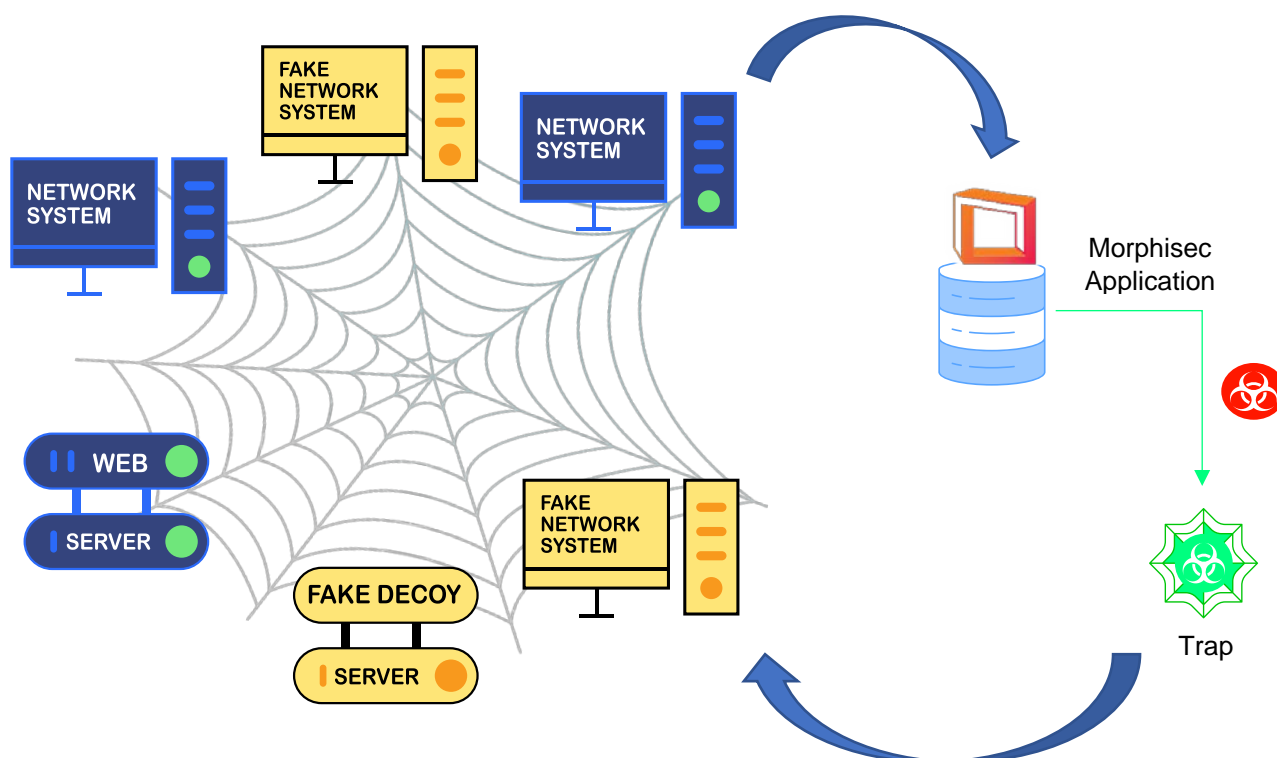 FAKE
NETWORK
SYSTEM
NETWORK
SYSTEM
NETWORK
SYSTEM
Morphisec
Application
WEB
SERVER
FAKE
NETWORK
SYSTEM
FAKE DECOY
SERVER
Trap